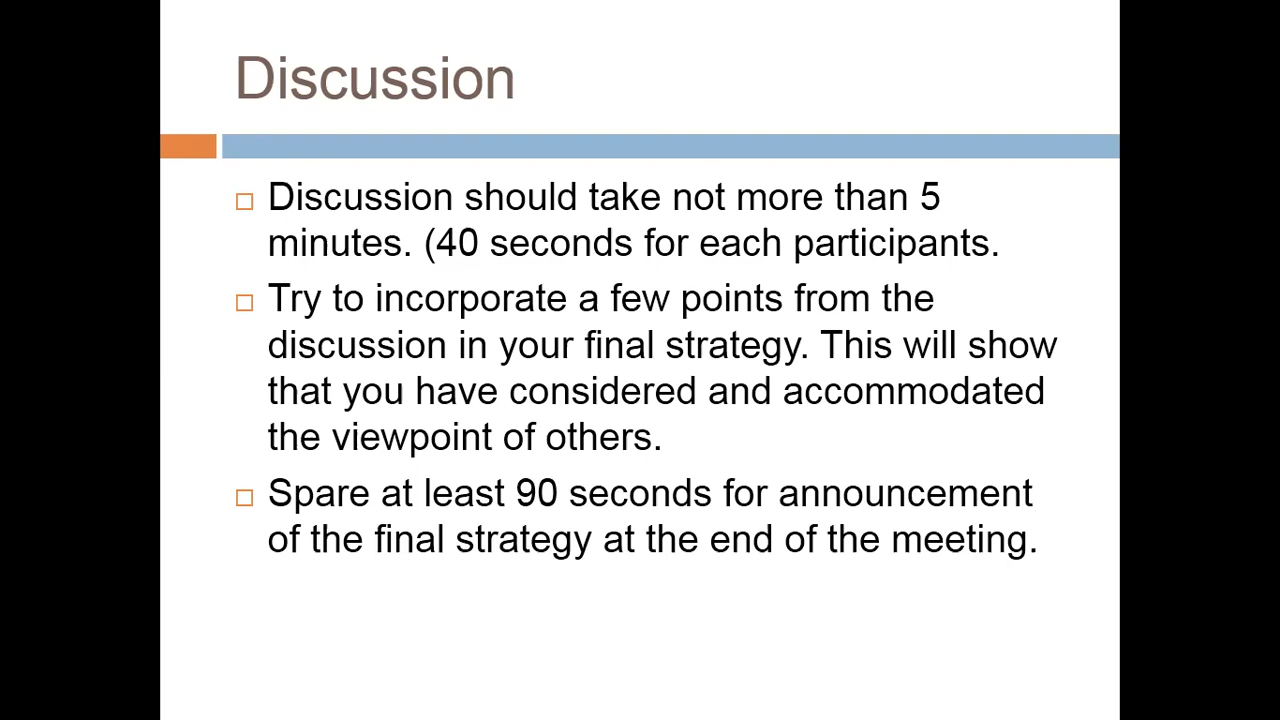 Discussion
Discussion should take not more than 5
minutes. (40 seconds for each participants.
Try to incorporate a few points from the
discussion in your final strategy. This will show
that you have considered and accommodated
the viewpoint of others.
Spare at least 90 seconds for announcement
of the final strategy at the end of the meeting.